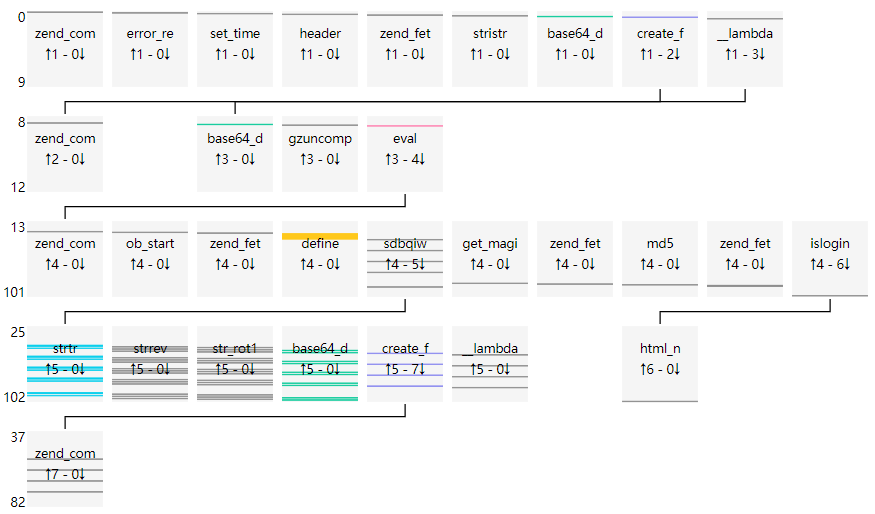 0
zend_com error_re set_time header zend_fet stristr base64_d create_f __lambda
↑1 - 0↓ ↑1 - 0↓ ↑1 - 0↓ ↑1 - 0↓ ↑1 - 0↓ ↑1 - 0↓ ↑1 - 0↓ ↑1 - 2↓ ↑1 - 3↓
9
8
zend_com base64_d gzuncomp eval
↑2 - 0↓ ↑3 - 0↓ ↑3 - 0↓ ↑3 - 4↓
12
13
zend_com ob_start zend_fet define sdbqiw get_magi zend_fet md5 zend_fet islogin
↑4 - 0↓ ↑4 - 0↓ ↑4 - 0↓ ↑4 - 0↓ ↑4 - 5↓ ↑4 - 0↓ ↑4 - 0↓ ↑4 - 0↓ ↑4 - 0↓ ↑4 - 6↓
101
25
strtr strrev str_rot1 base64_d create_f __lambda html_n
↑5 - 0↓ ↑5 - 0↓ ↑5 - 0↓ ↑5 - 0↓ ↑5 - 7↓ ↑5 - 0↓ ↑6 - 0↓
102
37
zend_com
↑7 - 0↓
82